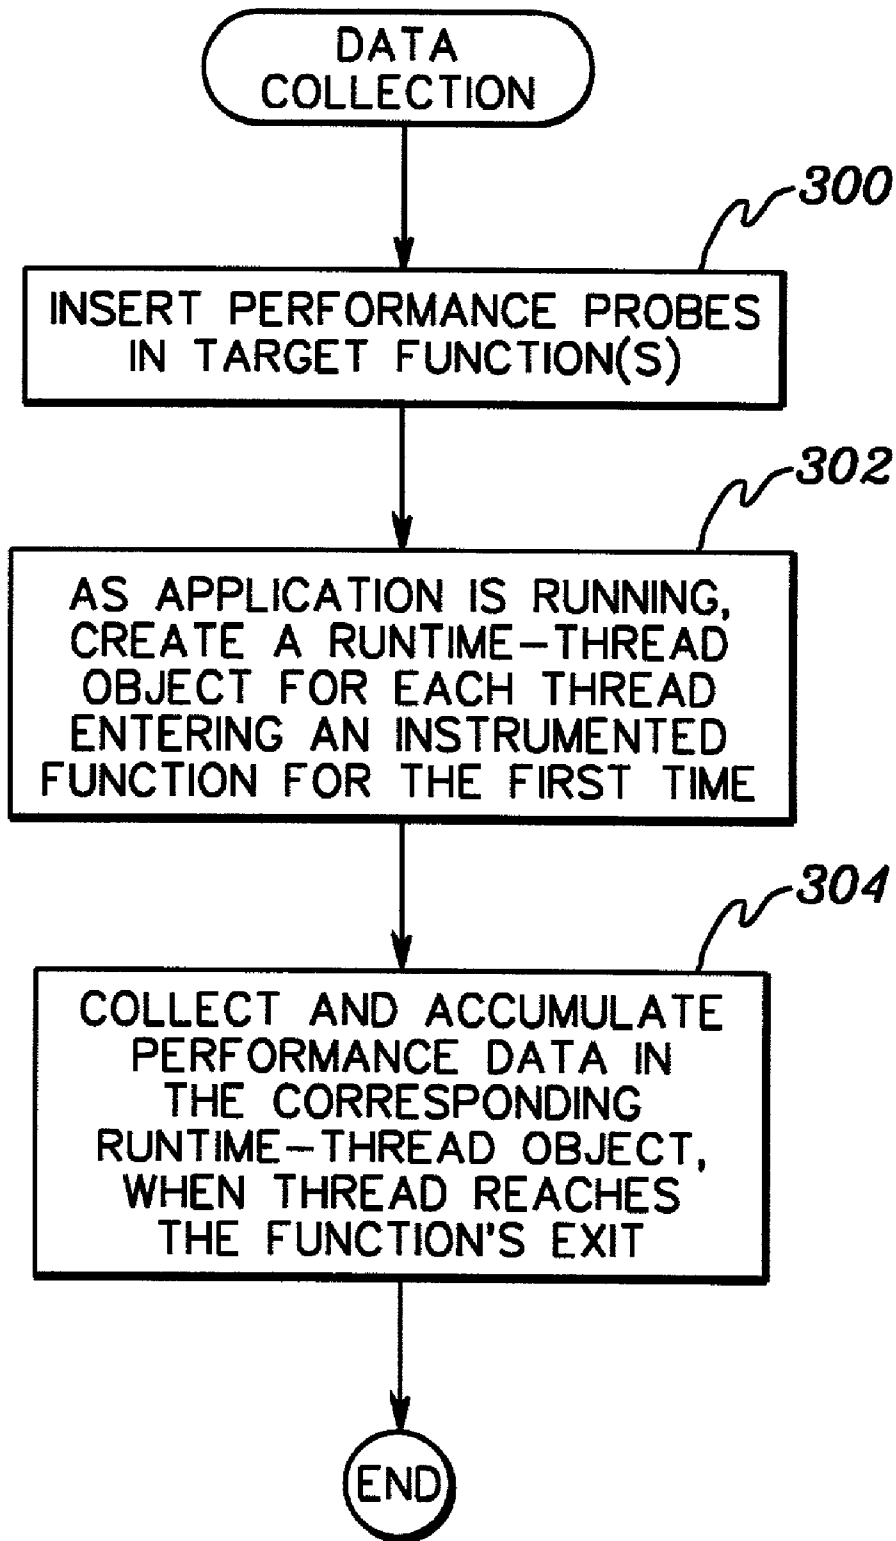 DATA
COLLECTION
300
INSERT PERFORMANCE PROBES
IN TARGET FUNCTION(S)
302
AS APPLICATION IS RUNNING,
CREATE A RUNTIME-THREAD
OBJECT FOR EACH THREAD
ENTERING AN INSTRUMENTED
FUNCTION FOR THE FIRST TIME
304
COLLECT AND ACCUMULATE
PERFORMANCE DATA IN
THE CORRESPONDING
RUNTIME-THREAD OBJECT,
WHEN THREAD REACHES
THE FUNCTION'S EXIT
END